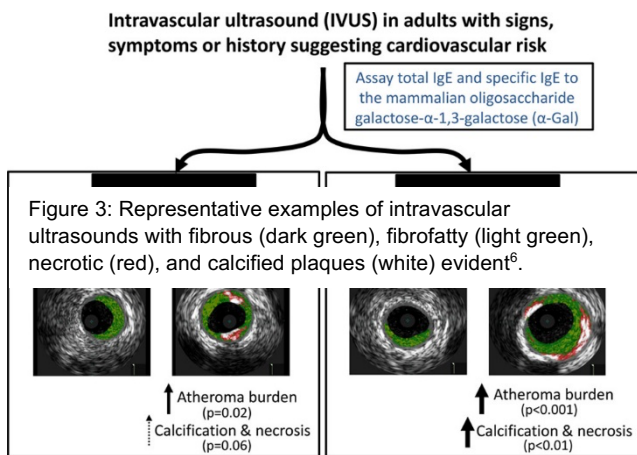 Intravascular ultrasound (IVUS) in adults with signs,
symptoms or history suggesting cardiovascular risk
Assay total IgE and specific IgE to
the mammalian oligosaccharide
galactose-α-1,3-galactose (α-Gal)
Figure 3: Representative examples of intravascular
ultrasounds with fibrous (dark green), fibrofatty (light green),
necrotic (red), and calcified plaques (white) evident⁶.
Atheroma burden
(p=0.02)
Calcification & necrosis
(p=0.06)
Atheroma burden
(p<0.001)
Calcification & necrosis
(p<0.01)